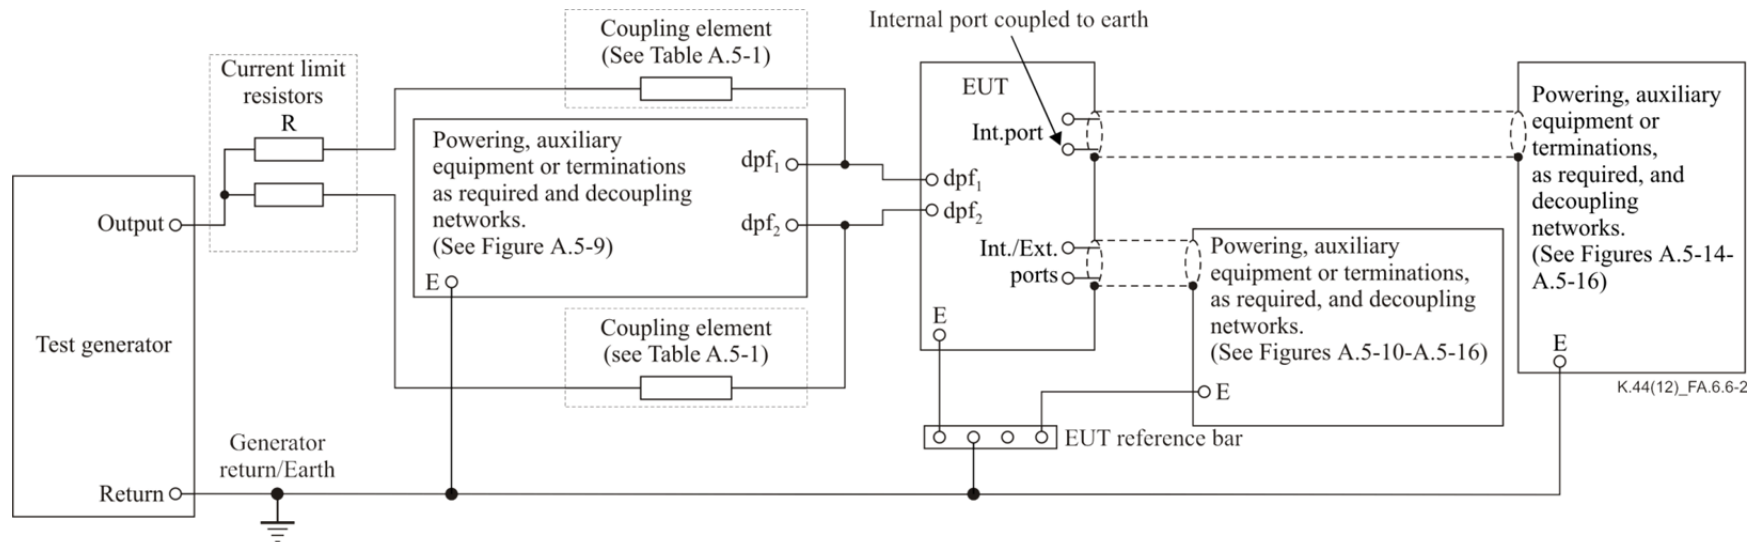 Internal port coupled to earth
Coupling element
(See Table A.5-1)
Current limit
resistors
R
EUT
Int.port
Powering, auxiliary
equipment or
terminations,
as required, and
decoupling
networks.
(See Figures A.5-14-
A.5-16)
E
Powering, auxiliary
equipment or terminations
as required and decoupling
networks.
(See Figure A.5-9)
dpf₁
dpf₂
E
dpf₁
dpf₂
Int./Ext.
ports
E
Powering, auxiliary
equipment or terminations,
as required, and decoupling
networks.
(See Figures A.5-10-A.5-16)
E
Output
Test generator
Return
Coupling element
(see Table A.5-1)
Generator
return/Earth
EUT reference bar
K.44(12)_FA.6.6-2